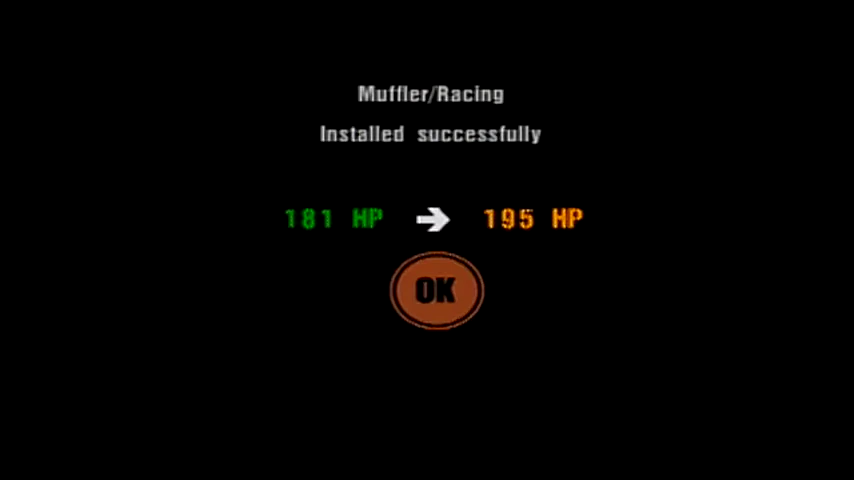 Muffler/Racing
Installed successfully
181 HP → 195 HP
OK